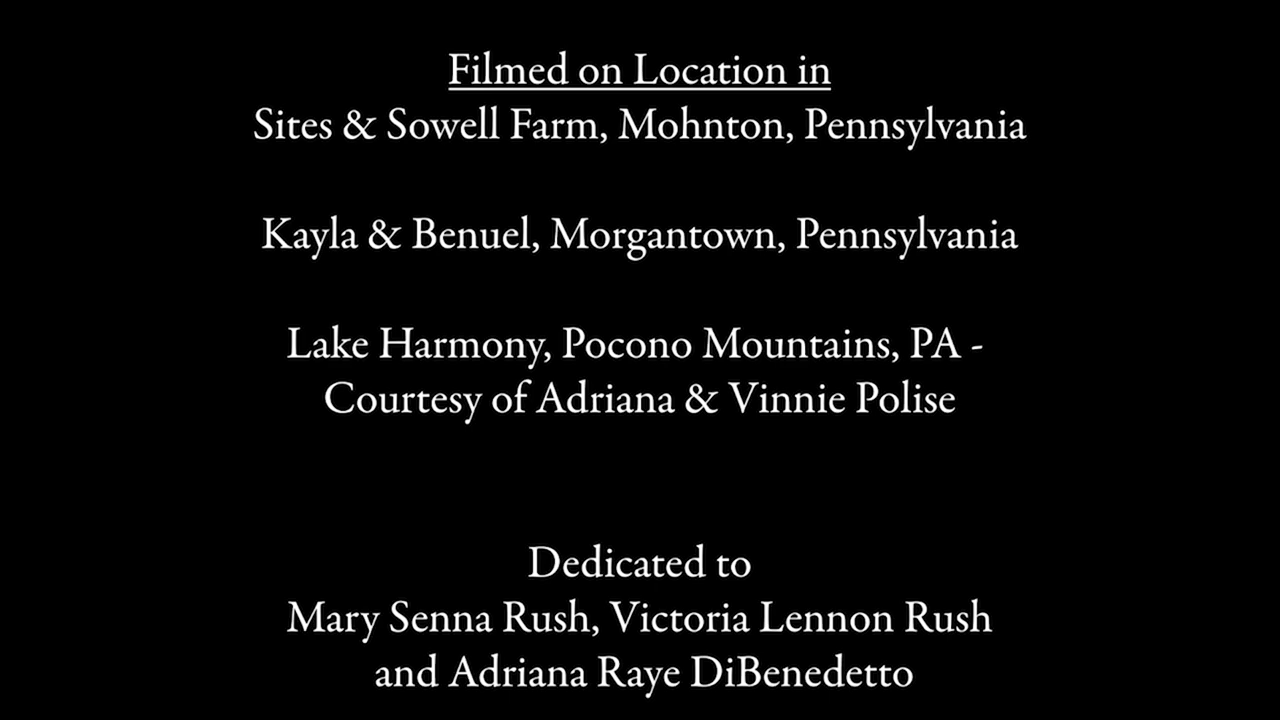 Filmed on Location in
Sites & Sowell Farm, Mohnton, Pennsylvania
Kayla & Benuel, Morgantown, Pennsylvania
Lake Harmony, Pocono Mountains, PA -
Courtesy of Adriana & Vinnie Polise
Dedicated to
Mary Senna Rush, Victoria Lennon Rush
and Adriana Raye DiBenedetto